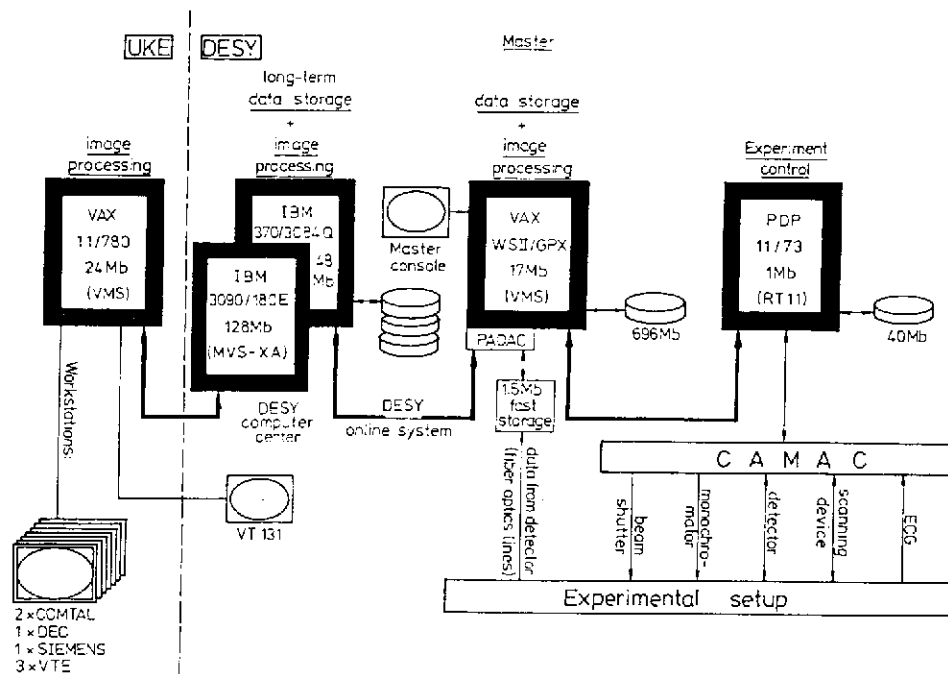 UKE
DESY
Master
long-term
data storage
+
image
processing
data storage
+
image
processing
image
processing
Experiment
control
VAX
11/780
24Mb
(VMS)
IBM
370/3084Q
48
Mb
IBM
3090/180E
128Mb
(MVS-XA)
Master
console
VAX
WSII/GPX
17Mb
(VMS)
PDP
11/73
1Mb
(RT11)
696Mb
40Mb
PADAC
1.5Mb
fast
storage
Workstations:
DESY
computer
center
DESY
online system
VT 131
data from detector
(fiber optics lines)
CAMAC
beam
shutter
monochro-
mator
detector
scanning
device
ECG
Experimental setup
2 x COMTAL
1 x DEC
1 x SIEMENS
3 x VTE